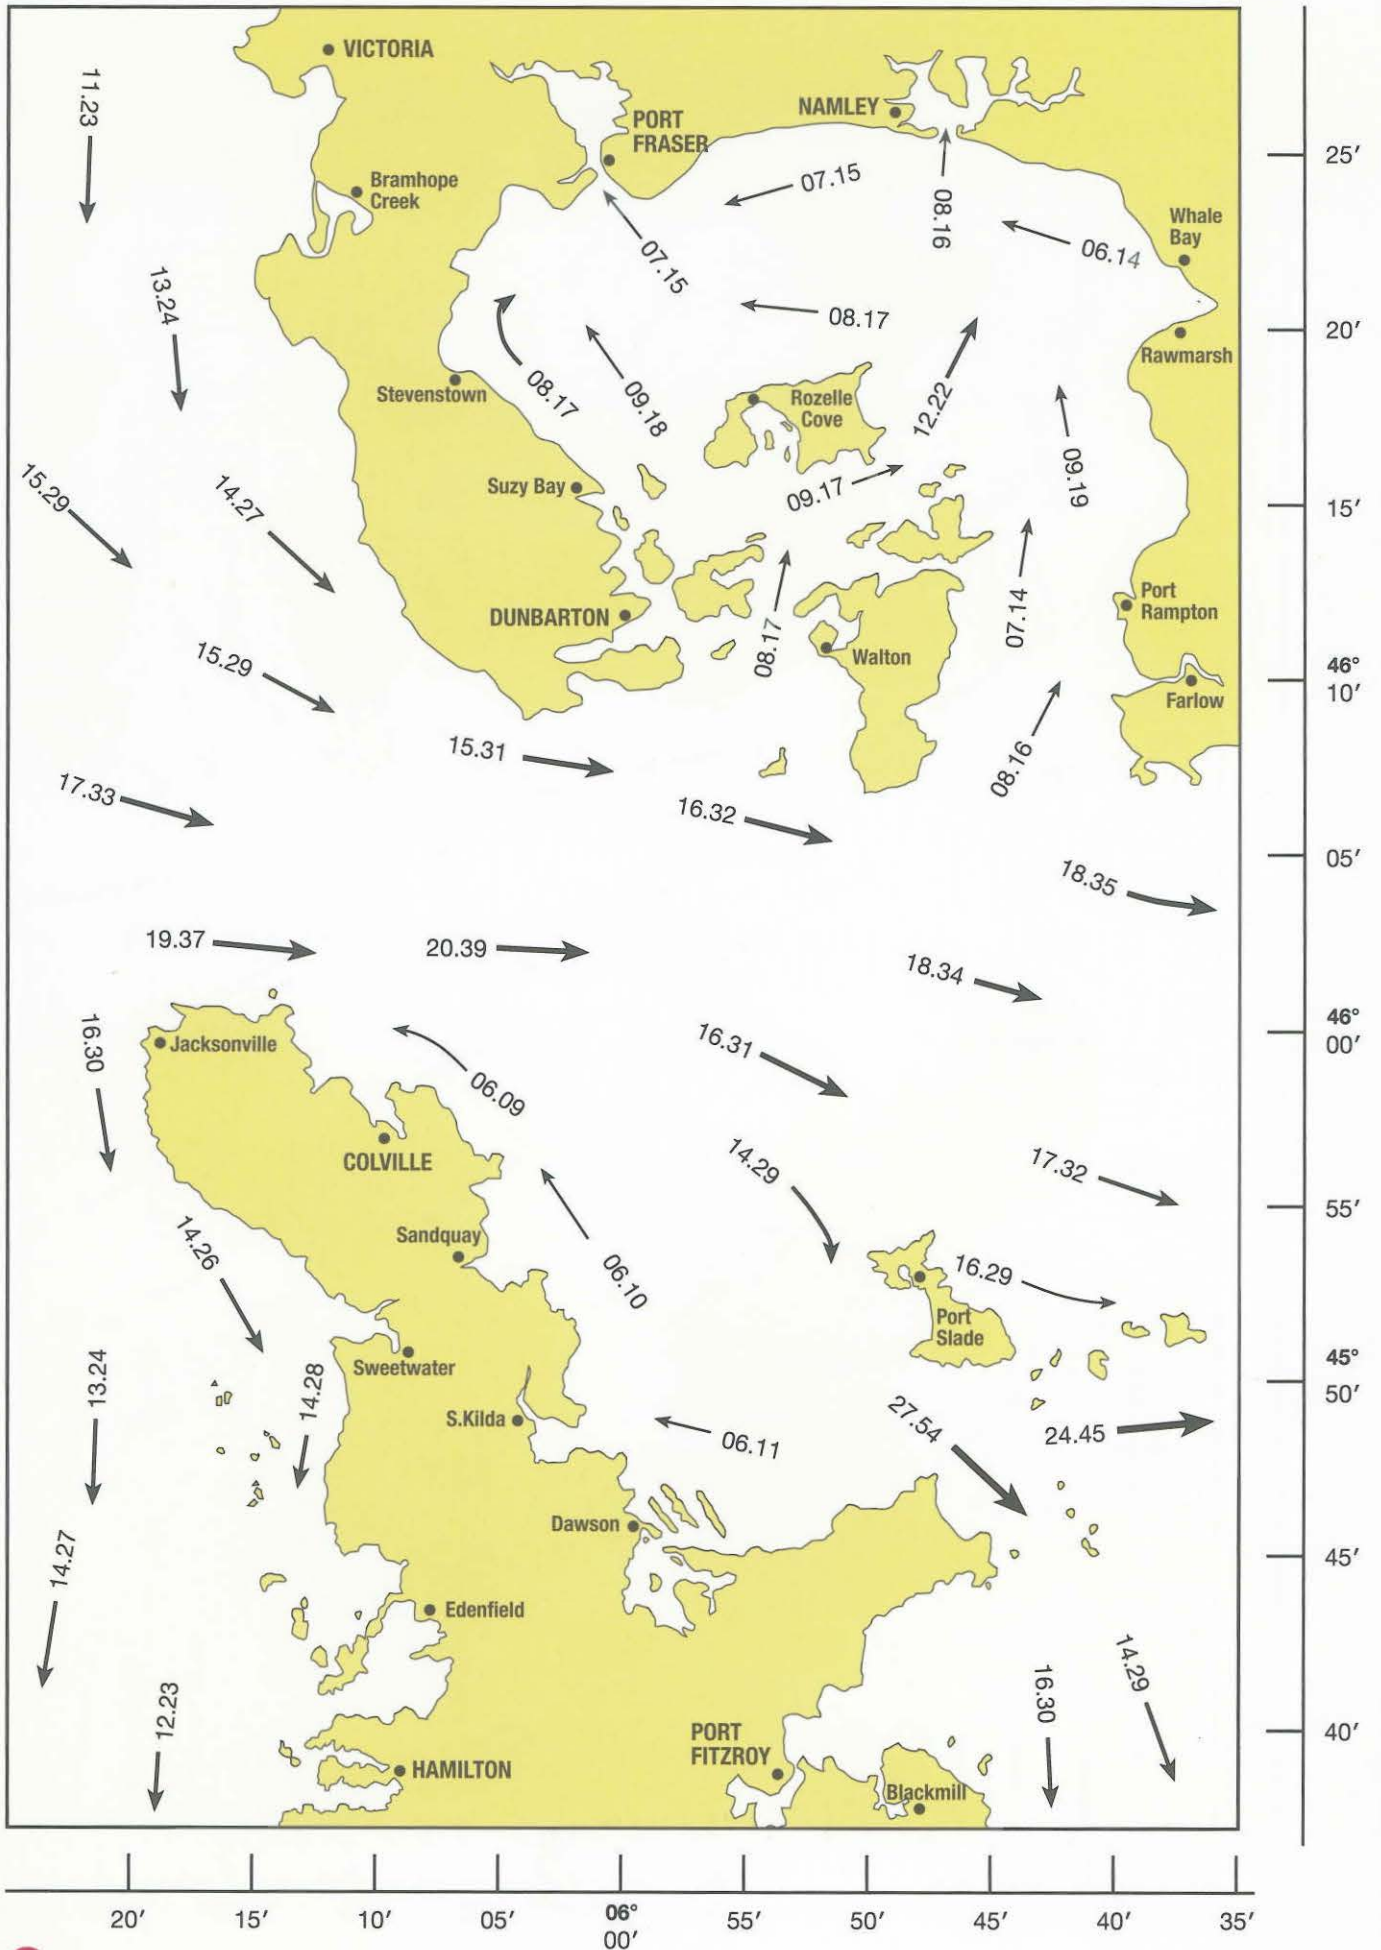 VICTORIA
11.23
NAMLEY
PORT
FRASER
25′
Bramhope
Creek
07.15
08.16
Whale
Bay
06.14
07.15
13.24
08.17
20′
Rawmarsh
Stevenstown
08.17
09.18
Rozelle
Cove
12.22
15.29
14.27
Suzy Bay
09.17
09.19
15′
DUNBARTON
Port
Rampton
07.14
08.17
Walton
15.29
46°
10′
Farlow
15.31
08.16
17.33
16.32
05′
18.35
19.37
20.39
18.34
46°
00′
16.30
Jacksonville
16.31
06.09
COLVILLE
14.29
17.32
55′
14.26
Sandquay
06.10
16.29
Port
Slade
45°
50′
Sweetwater
13.24
14.28
S.Kilda
27.54
24.45
06.11
Dawson
45′
14.27
Edenfield
14.29
16.30
12.23
40′
PORT
FITZROY
HAMILTON
Blackmill
20′
15′
10′
05′
06°
00′
55′
50′
45′
40′
35′